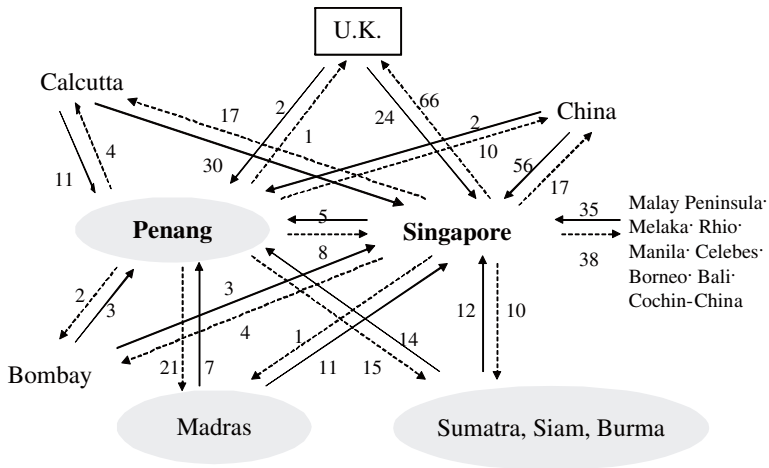 U.K.
Calcutta
China
17
2
66
24
2
1
10
4
30
11
56
17
Penang
5
Singapore
8
35
38
Malay Peninsula·
Melaka· Rhio·
Manila· Celebes·
Borneo· Bali·
Cochin-China
2
3
3
4
1
14
12
10
Bombay
21
7
11
15
Madras
Sumatra, Siam, Burma